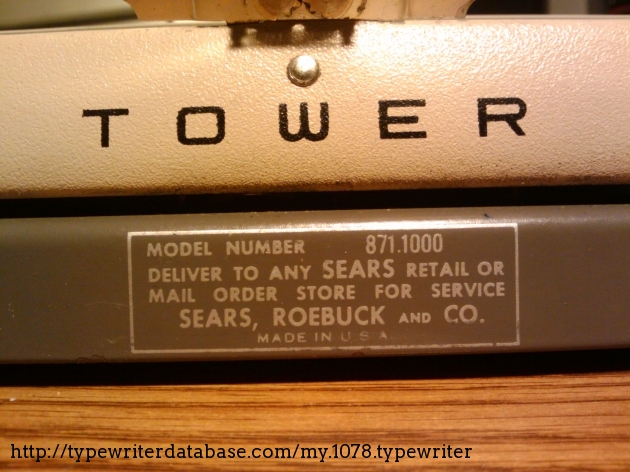 TOWER
MODEL NUMBER 871.1000
DELIVER TO ANY SEARS RETAIL OR
MAIL ORDER STORE FOR SERVICE
SEARS, ROEBUCK AND CO.
MADE IN U S A
http://typewriterdatabase.com/my.1078.typewriter